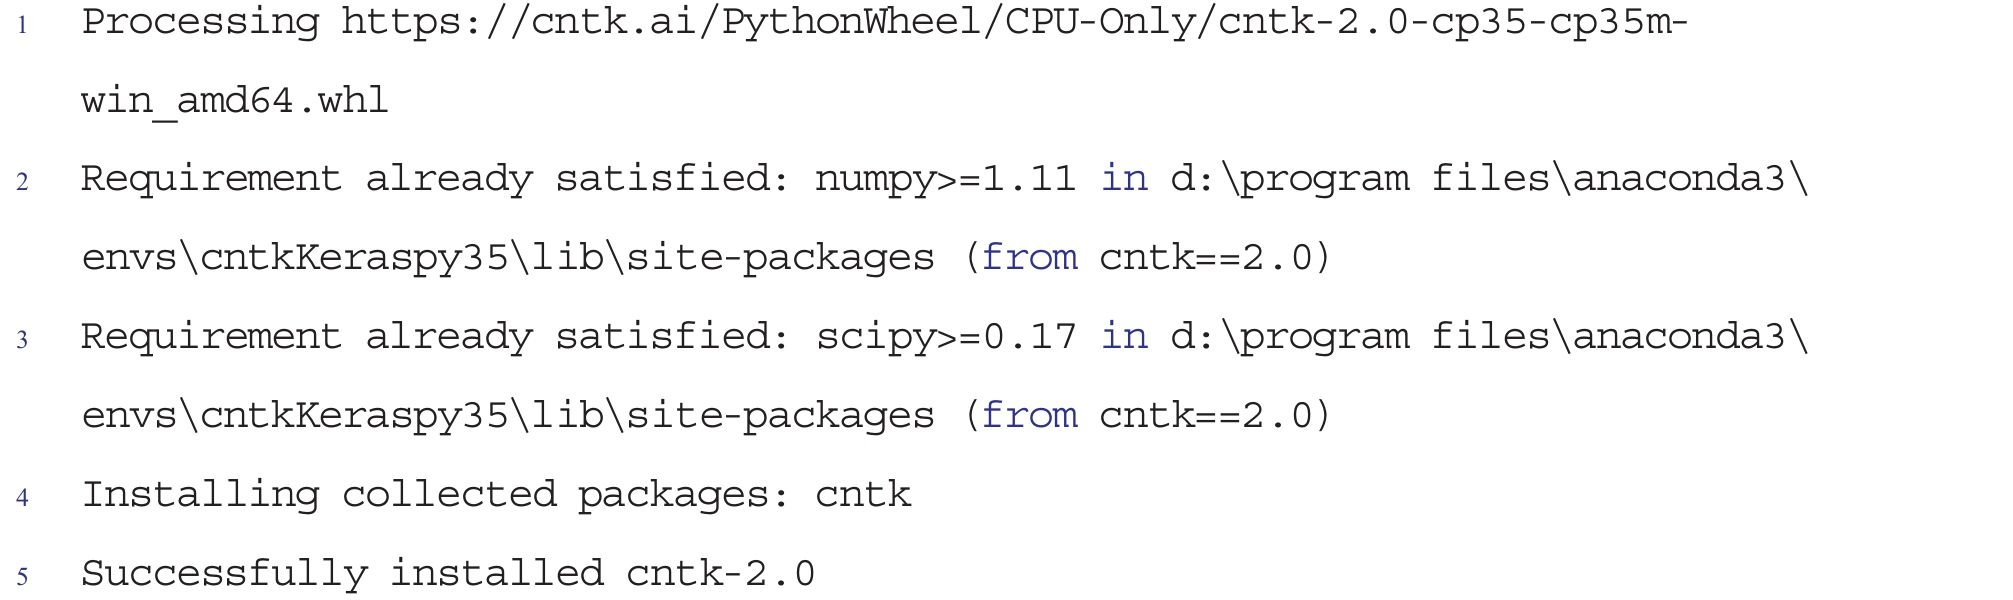 1 Processing https://cntk.ai/PythonWheel/CPU-Only/cntk-2.0-cp35-cp35m-
win_amd64.whl
2 Requirement already satisfied: numpy>=1.11 in d:\program files\anaconda3\
envs\cntkKeraspy35\lib\site-packages (from cntk==2.0)
3 Requirement already satisfied: scipy>=0.17 in d:\program files\anaconda3\
envs\cntkKeraspy35\lib\site-packages (from cntk==2.0)
4 Installing collected packages: cntk
5 Successfully installed cntk-2.0